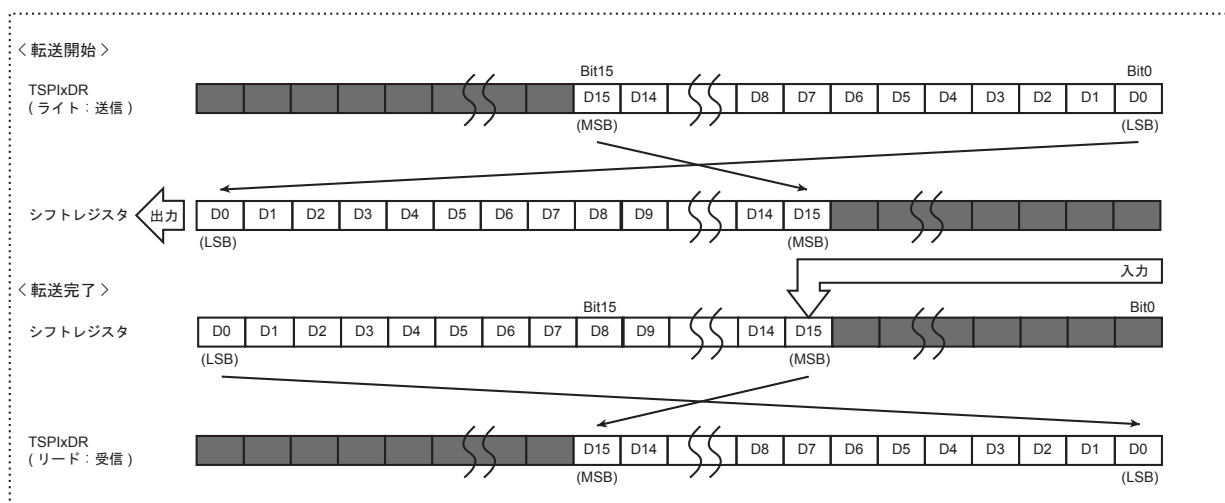 ＜転送開始＞
Bit15 Bit0
TSPIxDR
(ライト：送信)
D15 D14 D8 D7 D6 D5 D4 D3 D2 D1 D0
(MSB) (LSB)
シフトレジスタ 出力 D0 D1 D2 D3 D4 D5 D6 D7 D8 D9 D14 D15
(LSB) (MSB)
入力
＜転送完了＞
Bit15 Bit0
シフトレジスタ D0 D1 D2 D3 D4 D5 D6 D7 D8 D9 D14 D15
(LSB) (MSB)
TSPIxDR
(リード：受信)
D15 D14 D8 D7 D6 D5 D4 D3 D2 D1 D0
(MSB) (LSB)